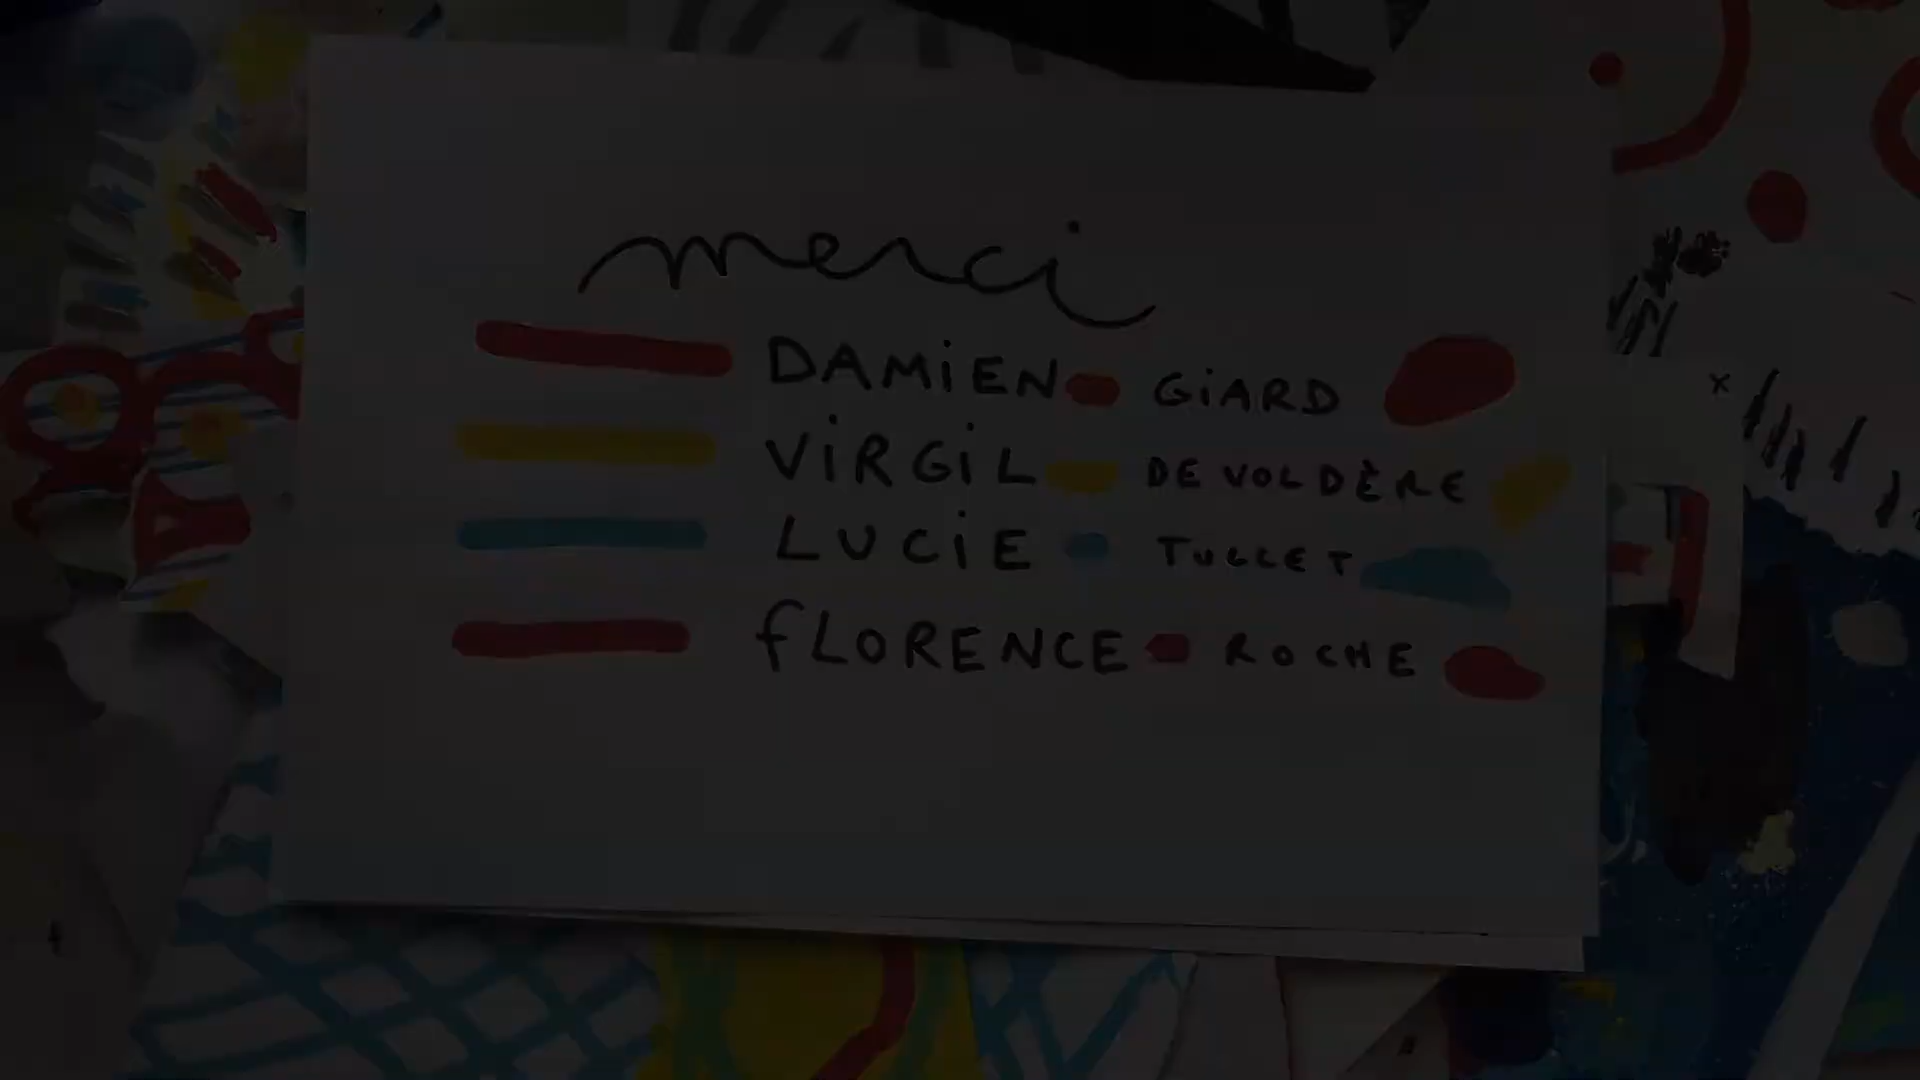 merci
DAMiEN GiARD
ViRGiL DE VOLDÈRE
LUCiE TULLET
fLORENCE ROCHE